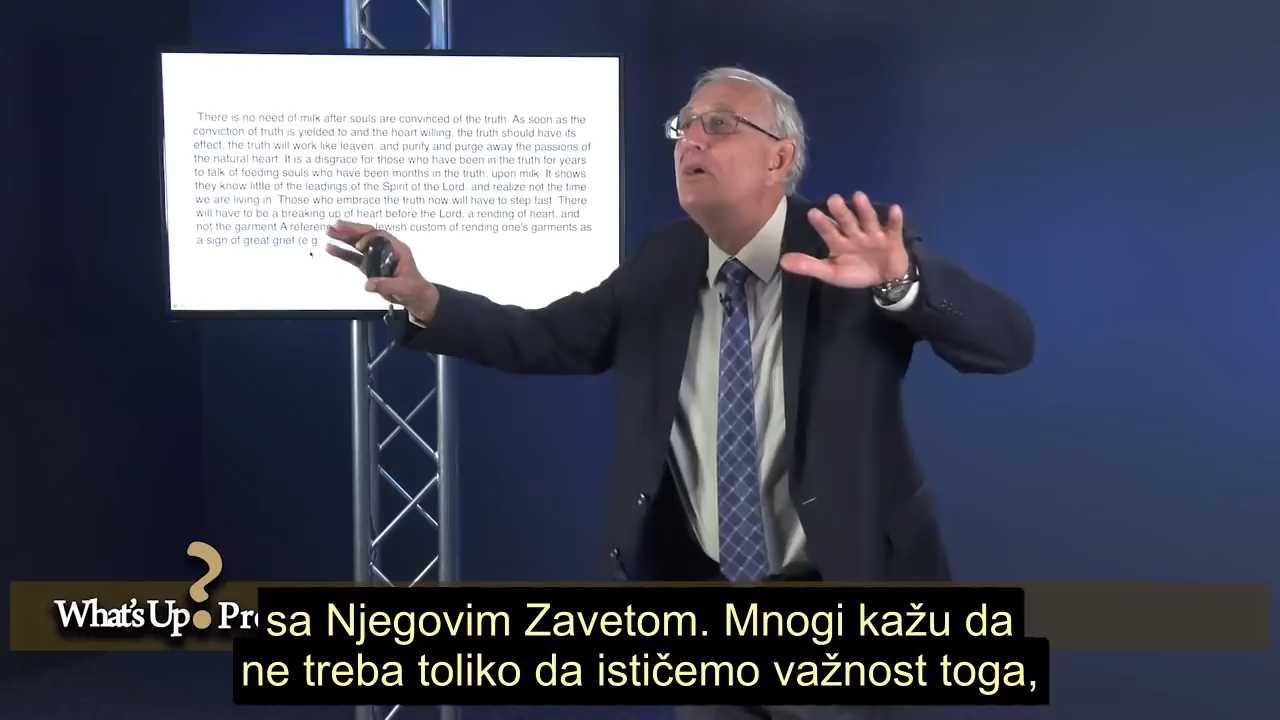 There is no need of milk after souls are convinced of the truth. As soon as the
conviction of truth is yielded to and the heart willing, the truth should have its
effect, the truth will work like leaven, and purify and purge away the passions of
the natural heart. It is a disgrace for those who have been in the truth for years
to talk of feeding souls who have been months in the truth, upon milk. It shows
they know little of the leadings of the Spirit of the Lord, and realize not the time
we are living in. Those who embrace the truth now will have to step fast. There
will have to be a breaking up of heart before the Lord, a rending of heart, and
not the garment A Jewish custom of rending one's garments as
a sign of great grief (e g.
What's Up?
sa Njegovim Zavetom. Mnogi kažu da
ne treba toliko da ističemo važnost toga,